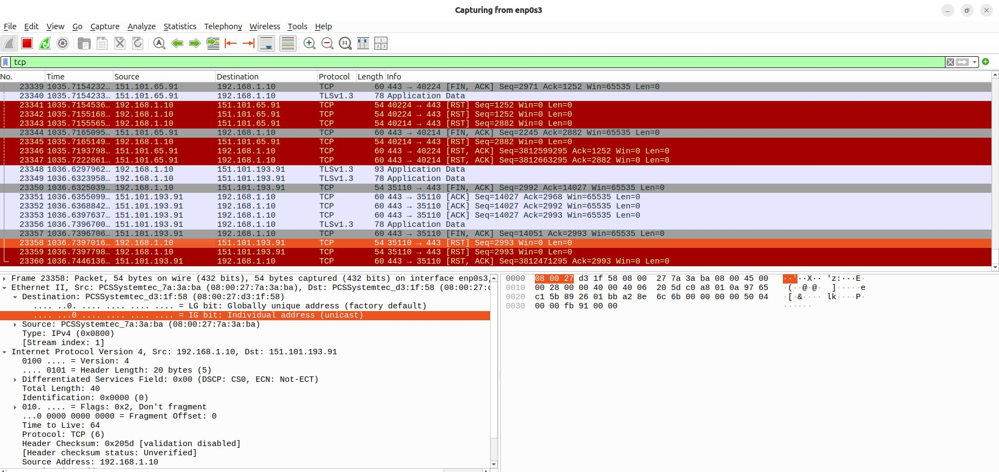 Capturing from enp0s3
File Edit View Go Capture Analyze Statistics Telephony Wireless Tools Help
tcp
No. Time Source Destination Protocol Length Info
23339 1035.7154232… 151.101.65.91 192.168.1.10 TCP 60 443 → 40224 [FIN, ACK] Seq=2971 Ack=1252 Win=65535 Len=0
23340 1035.7154233… 151.101.65.91 192.168.1.10 TLSv1.3 78 Application Data
23341 1035.7154536… 192.168.1.10 151.101.65.91 TCP 54 40224 → 443 [RST] Seq=1252 Win=0 Len=0
23342 1035.7155168… 192.168.1.10 151.101.65.91 TCP 54 40224 → 443 [RST] Seq=1252 Win=0 Len=0
23343 1035.7155565… 192.168.1.10 151.101.65.91 TCP 54 40214 → 443 [RST] Seq=2882 Win=0 Len=0
23344 1035.7165095… 151.101.65.91 192.168.1.10 TCP 60 443 → 40214 [FIN, ACK] Seq=2245 Ack=2882 Win=65535 Len=0
23345 1035.7165149… 192.168.1.10 151.101.65.91 TCP 54 40214 → 443 [RST] Seq=2882 Win=0 Len=0
23346 1035.7193798… 151.101.65.91 192.168.1.10 TCP 60 443 → 40224 [RST, ACK] Seq=3812599295 Ack=1252 Win=0 Len=0
23347 1035.7222861… 151.101.65.91 192.168.1.10 TCP 60 443 → 40214 [RST, ACK] Seq=3812663295 Ack=2882 Win=0 Len=0
23348 1036.6297962… 192.168.1.10 151.101.193.91 TLSv1.3 93 Application Data
23349 1036.6323958… 192.168.1.10 151.101.193.91 TLSv1.3 78 Application Data
23350 1036.6325039… 192.168.1.10 151.101.193.91 TCP 54 35110 → 443 [FIN, ACK] Seq=2992 Ack=14027 Win=65535 Len=0
23351 1036.6355099… 151.101.193.91 192.168.1.10 TCP 60 443 → 35110 [ACK] Seq=14027 Ack=2968 Win=65535 Len=0
23352 1036.6368842… 151.101.193.91 192.168.1.10 TCP 60 443 → 35110 [ACK] Seq=14027 Ack=2992 Win=65535 Len=0
23353 1036.6397637… 151.101.193.91 192.168.1.10 TCP 60 443 → 35110 [ACK] Seq=14027 Ack=2993 Win=65535 Len=0
23356 1036.7396700… 151.101.193.91 192.168.1.10 TLSv1.3 78 Application Data
23357 1036.7396706… 151.101.193.91 192.168.1.10 TCP 60 443 → 35110 [FIN, ACK] Seq=14051 Ack=2993 Win=65535 Len=0
23358 1036.7397016… 192.168.1.10 151.101.193.91 TCP 54 35110 → 443 [RST] Seq=2993 Win=0 Len=0
23359 1036.7397798… 192.168.1.10 151.101.193.91 TCP 54 35110 → 443 [RST] Seq=2993 Win=0 Len=0
23360 1036.7446136… 151.101.193.91 192.168.1.10 TCP 60 443 → 35110 [RST, ACK] Seq=3812471295 Ack=2993 Win=0 Len=0
Frame 23358: Packet, 54 bytes on wire (432 bits), 54 bytes captured (432 bits) on interface enp0s3,
Ethernet II, Src: PCSSystemtec_7a:3a:ba (08:00:27:7a:3a:ba), Dst: PCSSystemtec_d3:1f:58 (08:00:27:d
Destination: PCSSystemtec_d3:1f:58 (08:00:27:d3:1f:58)
.... ..0. .... .... .... .... = LG bit: Globally unique address (factory default)
.... ...0 .... .... .... .... = IG bit: Individual address (unicast)
Source: PCSSystemtec_7a:3a:ba (08:00:27:7a:3a:ba)
Type: IPv4 (0x0800)
[Stream index: 1]
Internet Protocol Version 4, Src: 192.168.1.10, Dst: 151.101.193.91
0100 .... = Version: 4
.... 0101 = Header Length: 20 bytes (5)
Differentiated Services Field: 0x00 (DSCP: CS0, ECN: Not-ECT)
Total Length: 40
Identification: 0x0000 (0)
010. .... = Flags: 0x2, Don't fragment
...0 0000 0000 0000 = Fragment Offset: 0
Time to Live: 64
Protocol: TCP (6)
Header Checksum: 0x205d [validation disabled]
[Header checksum status: Unverified]
Source Address: 192.168.1.10
0000 08 00 27 d3 1f 58 08 00 27 7a 3a ba 08 00 45 00 ··'··X·· 'z:···E·
0010 00 28 00 00 40 00 40 06 20 5d c0 a8 01 0a 97 65 ·(··@·@· ]·····e
0020 c1 5b 89 26 01 bb a2 8e 6c 6b 00 00 00 00 50 04 ·[·&···· lk····P·
0030 00 00 fb 91 00 00 ······